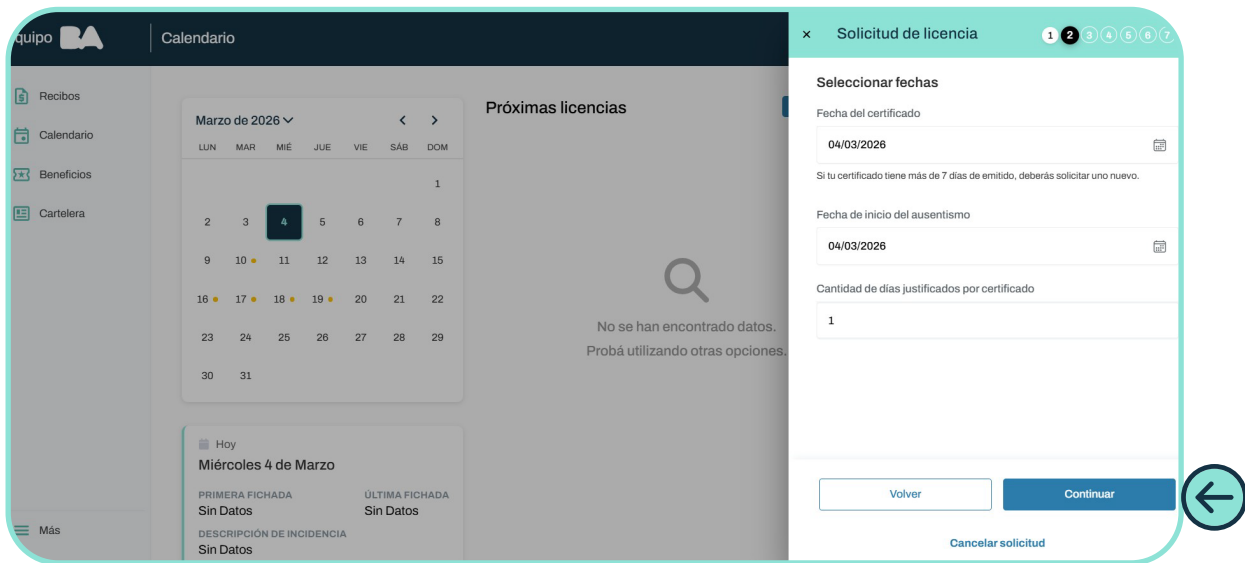 quipo BA
Calendario
Recibos
Calendario
Beneficios
Cartelera
Más
Marzo de 2026
LUN MAR MIÉ JUE VIE SÁB DOM
1
2 3 4 5 6 7 8
9 10 11 12 13 14 15
16 17 18 19 20 21 22
23 24 25 26 27 28 29
30 31
Hoy
Miércoles 4 de Marzo
PRIMERA FICHADA ÚLTIMA FICHADA
Sin Datos Sin Datos
DESCRIPCIÓN DE INCIDENCIA
Sin Datos
Próximas licencias
No se han encontrado datos.
Probá utilizando otras opciones.
× Solicitud de licencia 1 2 3 4 5 6 7
Seleccionar fechas
Fecha del certificado
04/03/2026
Si tu certificado tiene más de 7 días de emitido, deberás solicitar uno nuevo.
Fecha de inicio del ausentismo
04/03/2026
Cantidad de días justificados por certificado
1
Volver Continuar
Cancelar solicitud